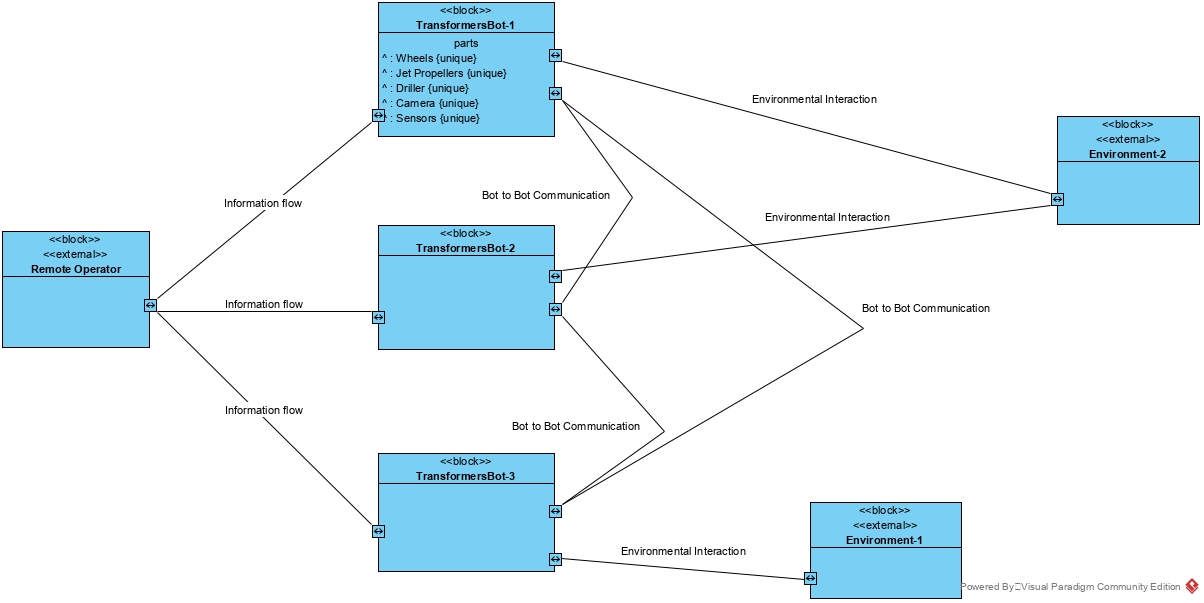 <<block>>
TransformersBot-1
parts
^ : Wheels {unique}
^ : Jet Propellers {unique}
^ : Driller {unique}
^ : Camera {unique}
^ : Sensors {unique}
Environmental Interaction
<<block>>
<<external>>
Environment-2
Bot to Bot Communication
Information flow
Environmental Interaction
<<block>>
TransformersBot-2
<<block>>
<<external>>
Remote Operator
Information flow
Bot to Bot Communication
Information flow
Bot to Bot Communication
<<block>>
TransformersBot-3
<<block>>
<<external>>
Environment-1
Environmental Interaction
Powered By Visual Paradigm Community Edition